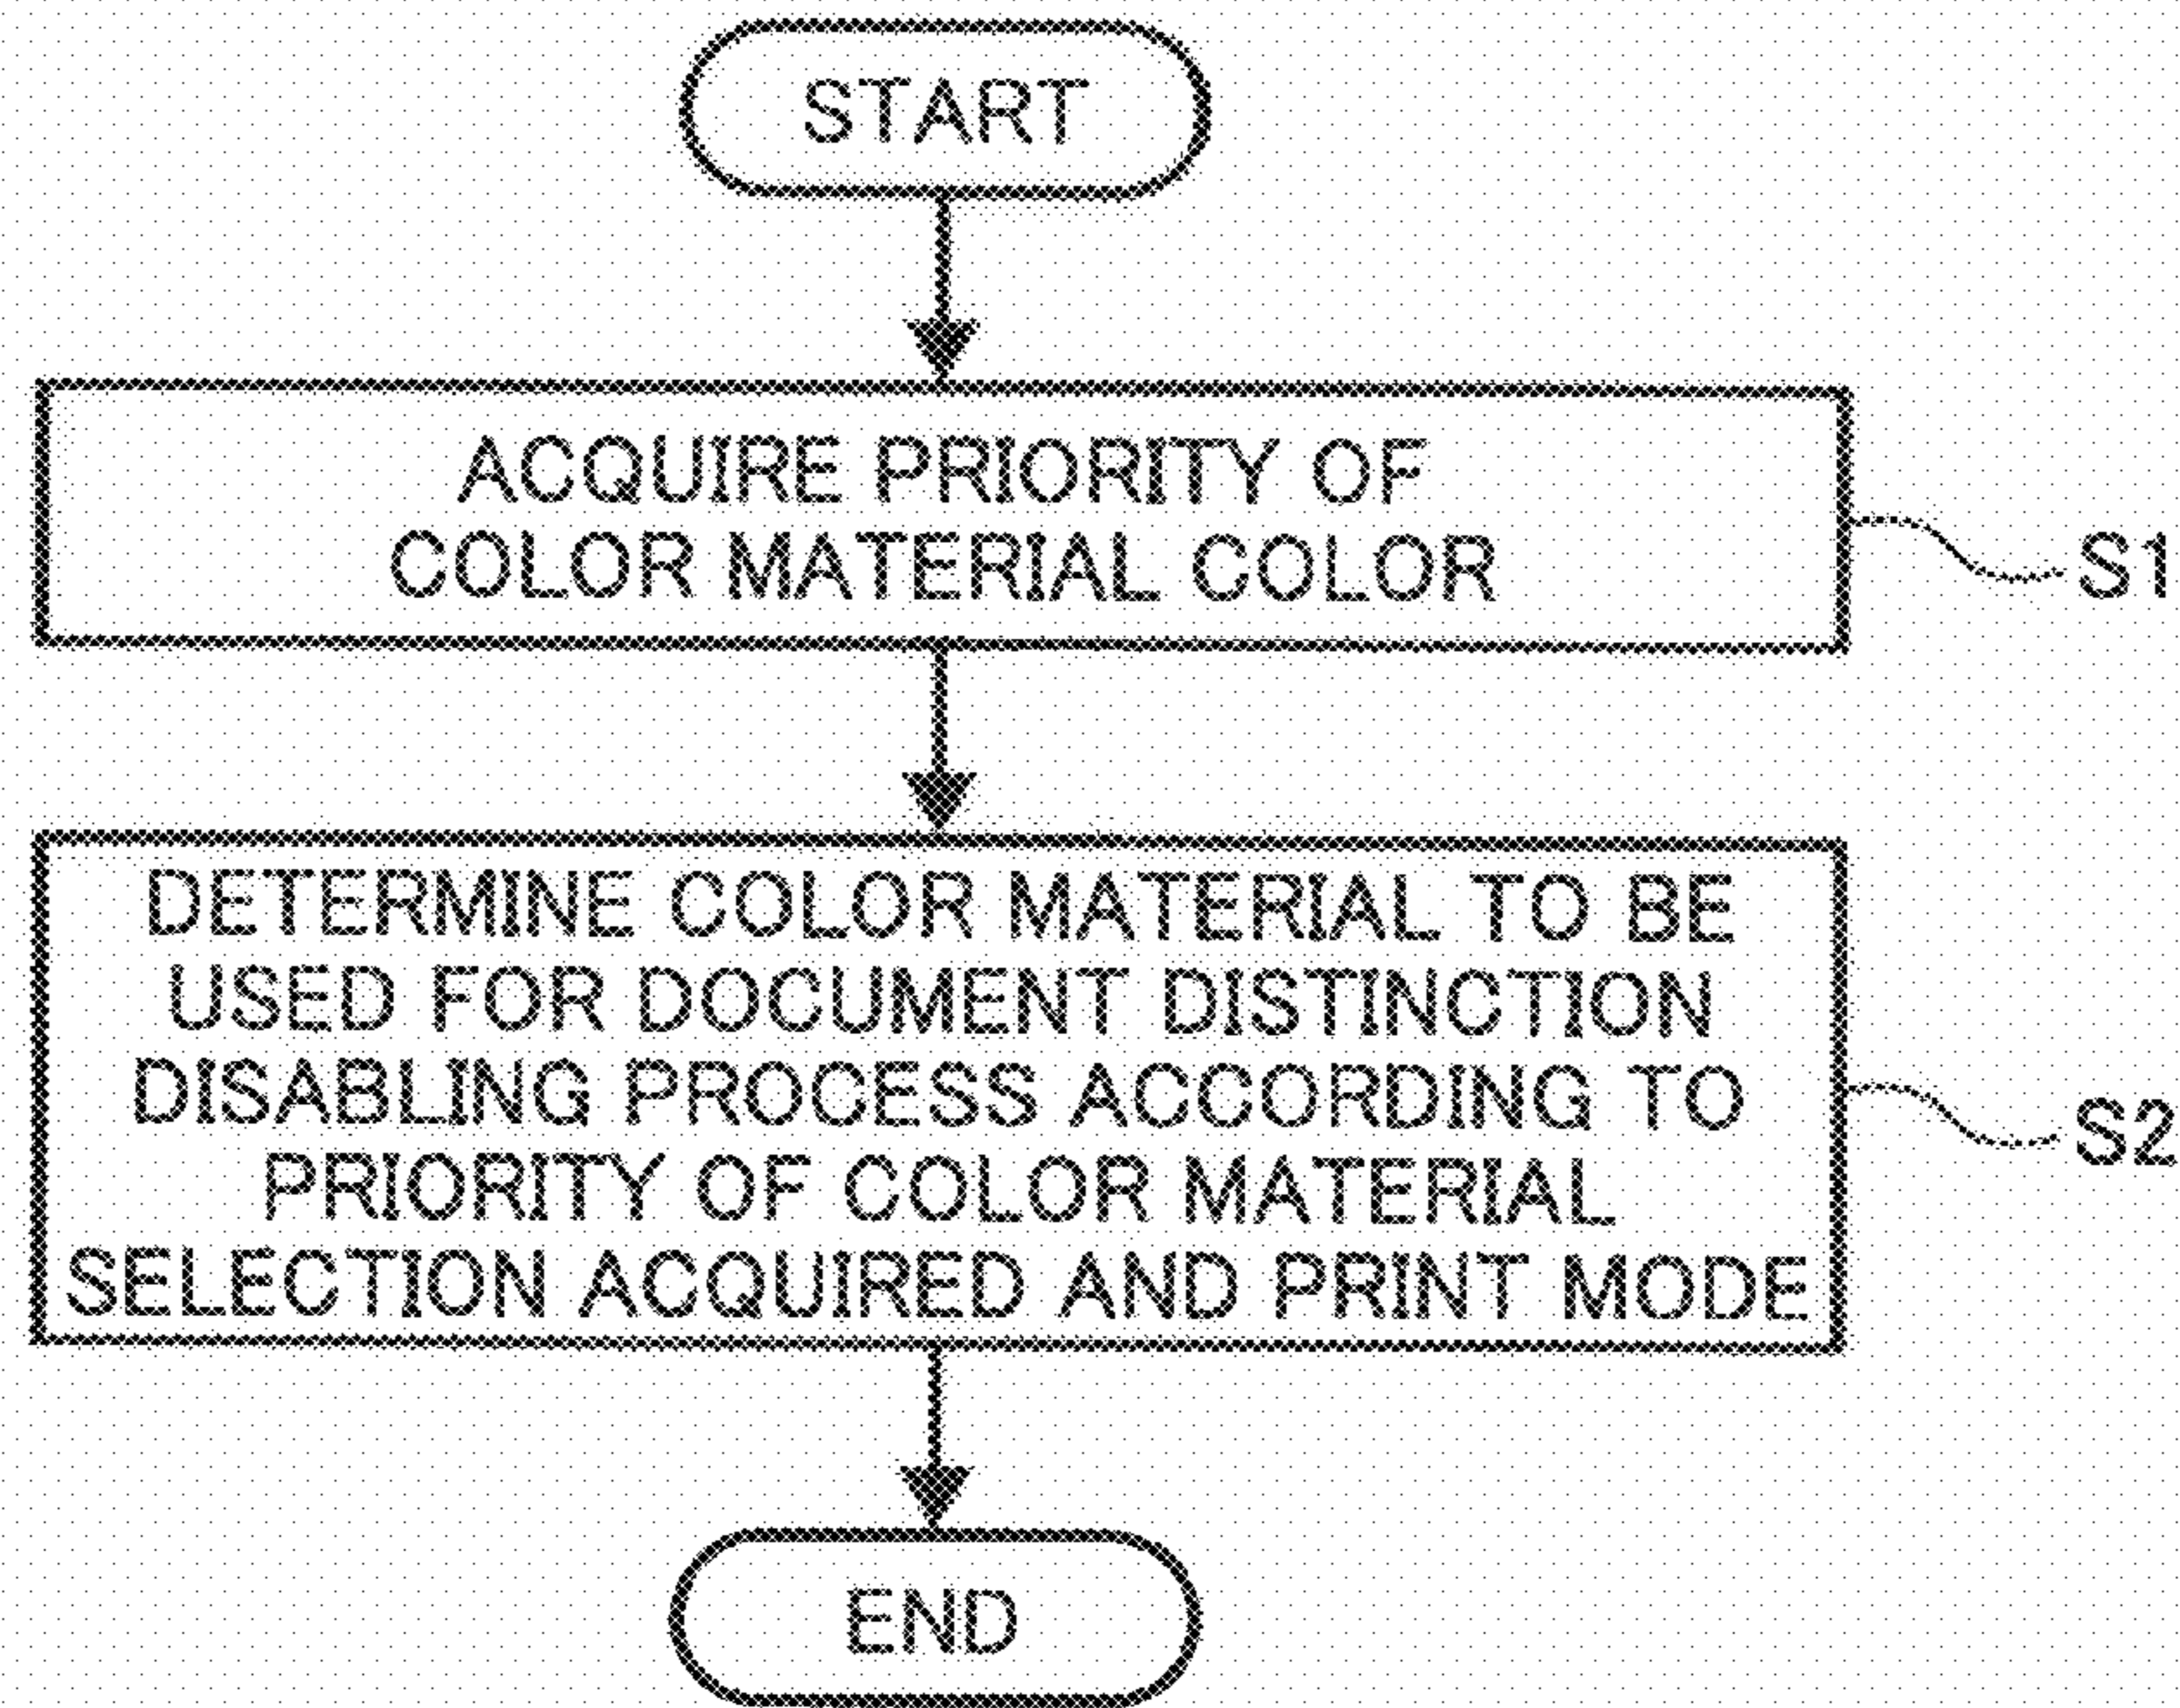 START
ACQUIRE PRIORITY OF
COLOR MATERIAL COLOR
S1
DETERMINE COLOR MATERIAL TO BE
USED FOR DOCUMENT DISTINCTION
DISABLING PROCESS ACCORDING TO
PRIORITY OF COLOR MATERIAL
SELECTION ACQUIRED AND PRINT MODE
S2
END